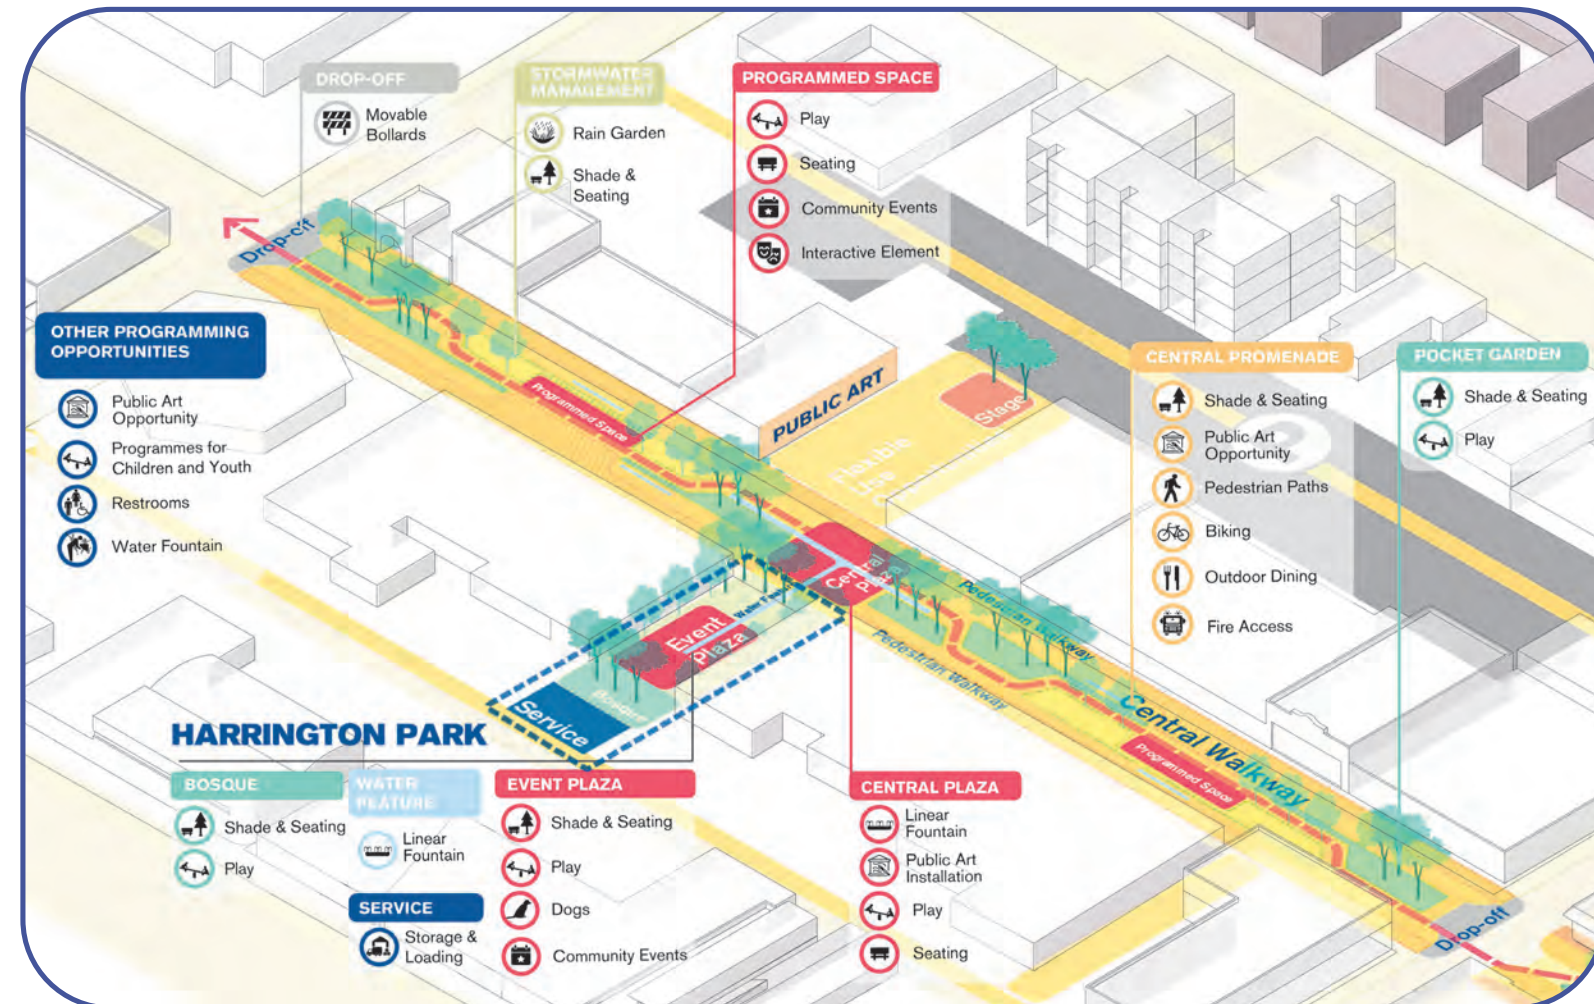 DROP-OFF
Movable
Bollards
STORMWATER
MANAGEMENT
Rain Garden
Shade &
Seating
PROGRAMMED SPACE
Play
Seating
Community Events
Interactive Element
Drop-off
OTHER PROGRAMMING
OPPORTUNITIES
Public Art
Opportunity
Programmes for
Children and Youth
Restrooms
Water Fountain
Programmed Space
PUBLIC ART
Stage
Flexible
Use
CENTRAL PROMENADE
Shade & Seating
Public Art
Opportunity
Pedestrian Paths
Biking
Outdoor Dining
Fire Access
POCKET GARDEN
Shade & Seating
Play
Central
Plaza
Pedestrian Walkway
Pedestrian Walkway
Event
Plaza
Water
Bosque
Service
Central Walkway
Programmed Space
Drop-off
HARRINGTON PARK
BOSQUE
Shade & Seating
Play
WATER
FEATURE
Linear
Fountain
SERVICE
Storage &
Loading
EVENT PLAZA
Shade & Seating
Play
Dogs
Community Events
CENTRAL PLAZA
Linear
Fountain
Public Art
Installation
Play
Seating